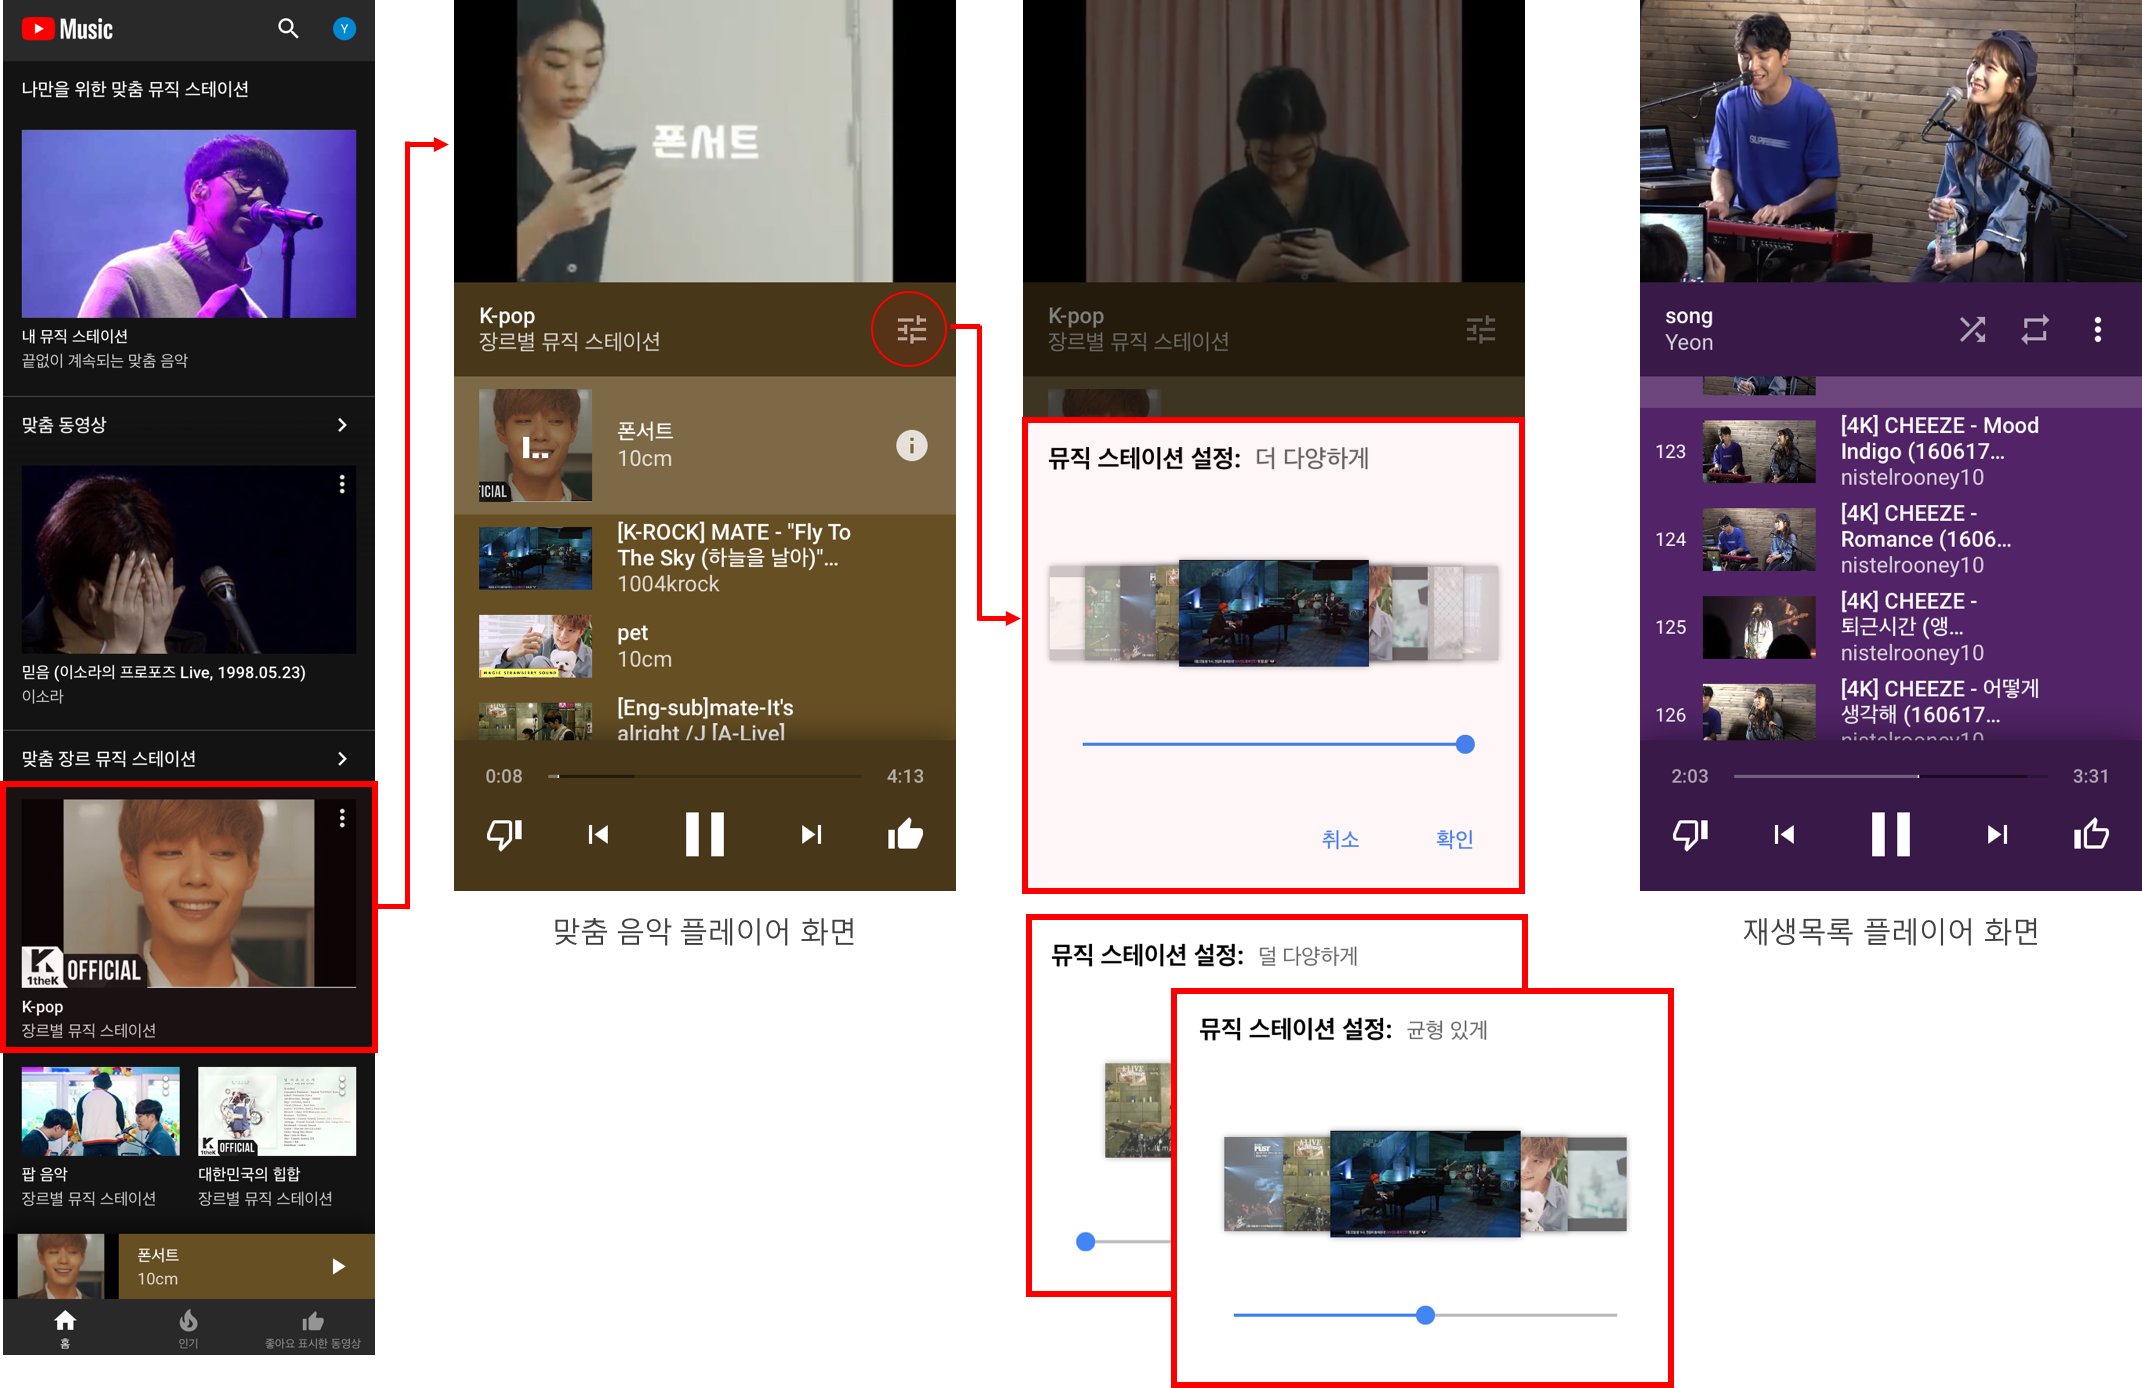 Music
Y
나만을 위한 맞춤 뮤직 스테이션
내 뮤직 스테이션
끝없이 계속되는 맞춤 음악
맞춤 동영상
믿음 (이소라의 프로포즈 Live, 1998.05.23)
이소라
맞춤 장르 뮤직 스테이션
K
1theK
OFFICIAL
K-pop
장르별 뮤직 스테이션
K
1theK
OFFICIAL
팝 음악
장르별 뮤직 스테이션
대한민국의 힙합
장르별 뮤직 스테이션
폰서트
10cm
홈
인기
좋아요 표시한 동영상
폰서트
K-pop
장르별 뮤직 스테이션
FICIAL
폰서트
10cm
[K-ROCK] MATE - "Fly To
The Sky (하늘을 날아)"...
1004krock
MAGIC STRAWBERRY SOUND
pet
10cm
[Eng-sub]mate-It's
alright /J [A-Live]
0:08
4:13
맞춤 음악 플레이어 화면
K-pop
장르별 뮤직 스테이션
뮤직 스테이션 설정: 더 다양하게
취소
확인
뮤직 스테이션 설정: 덜 다양하게
뮤직 스테이션 설정: 균형 있게
song
Yeon
123
[4K] CHEEZE - Mood
Indigo (160617...
nistelrooney10
124
[4K] CHEEZE -
Romance (1606...
nistelrooney10
125
[4K] CHEEZE -
퇴근시간 (앵...
nistelrooney10
126
[4K] CHEEZE - 어떻게
생각해 (160617...
nistelrooney10
2:03
3:31
재생목록 플레이어 화면